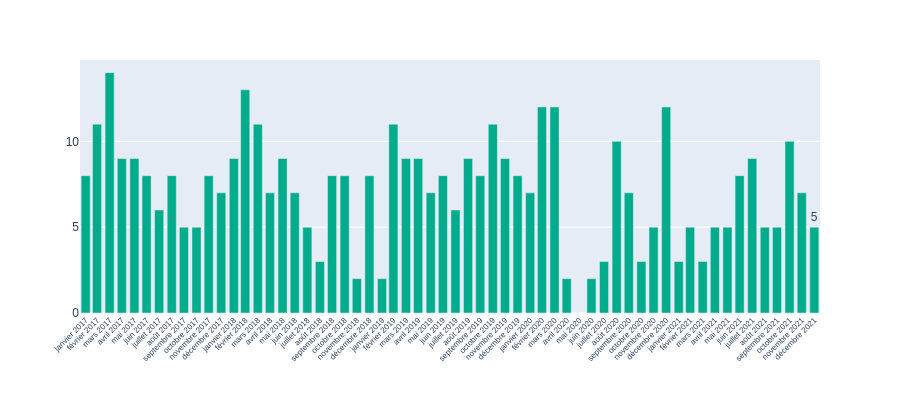 10
5
0
5
janvier 2017
février 2017
mars 2017
avril 2017
mai 2017
juin 2017
juillet 2017
août 2017
septembre 2017
octobre 2017
novembre 2017
décembre 2017
janvier 2018
février 2018
mars 2018
avril 2018
mai 2018
juin 2018
juillet 2018
août 2018
septembre 2018
octobre 2018
novembre 2018
décembre 2018
janvier 2019
février 2019
mars 2019
avril 2019
mai 2019
juin 2019
juillet 2019
août 2019
septembre 2019
octobre 2019
novembre 2019
décembre 2019
janvier 2020
février 2020
mars 2020
avril 2020
mai 2020
juin 2020
juillet 2020
août 2020
septembre 2020
octobre 2020
novembre 2020
décembre 2020
janvier 2021
février 2021
mars 2021
avril 2021
mai 2021
juin 2021
juillet 2021
août 2021
septembre 2021
octobre 2021
novembre 2021
décembre 2021